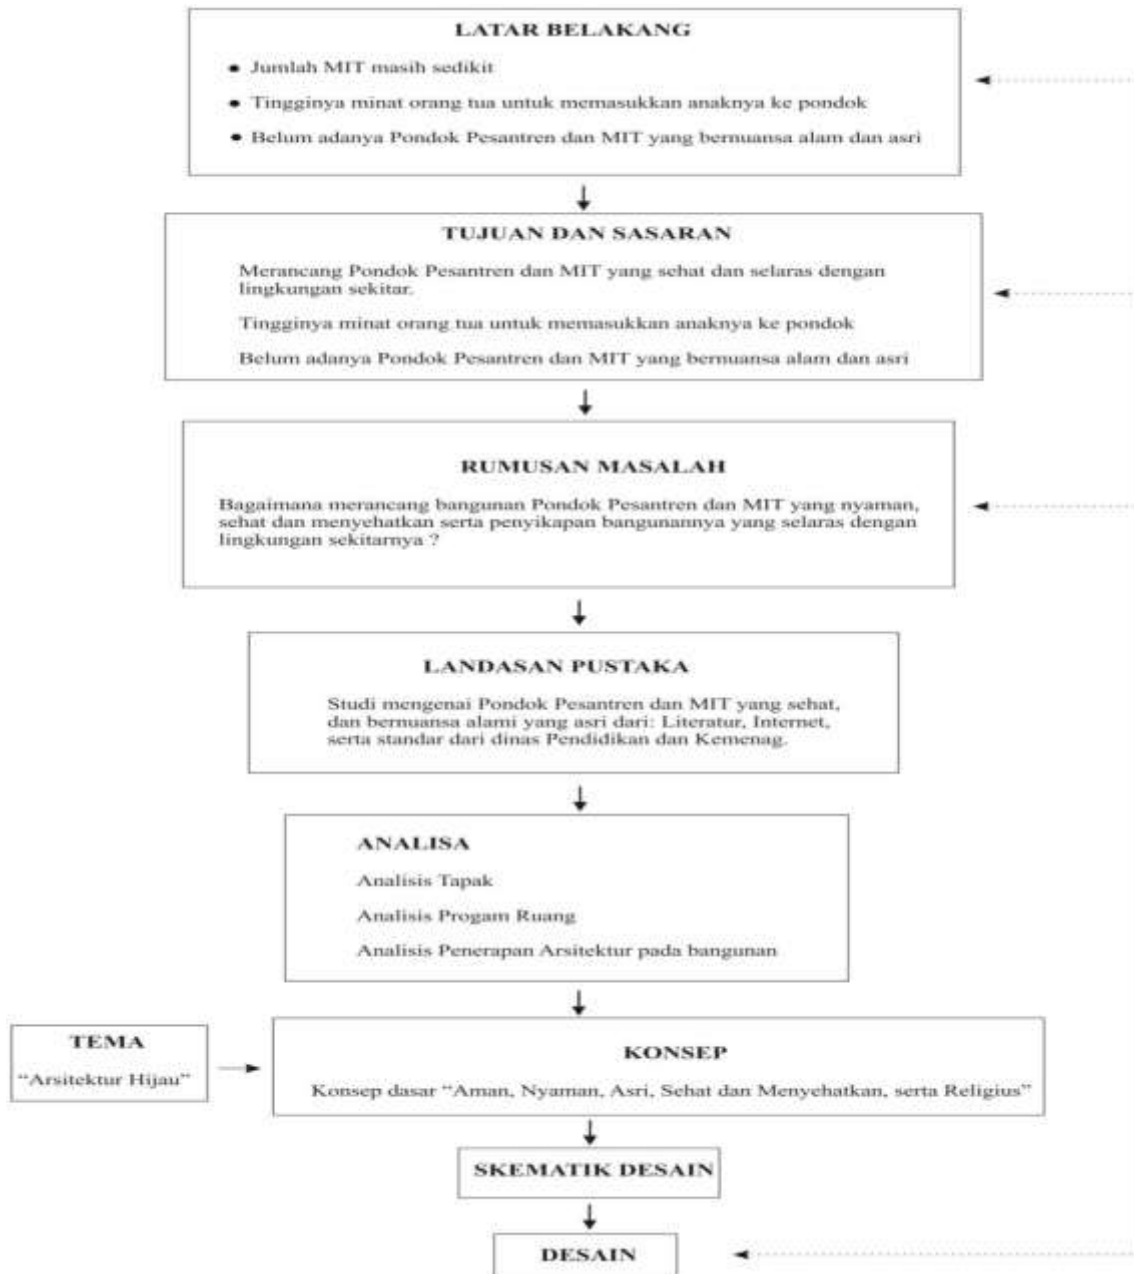 LATAR BELAKANG
● Jumlah MIT masih sedikit
● Tingginya minat orang tua untuk memasukkan anaknya ke pondok
● Belum adanya Pondok Pesantren dan MIT yang bernuansa alam dan asri
TUJUAN DAN SASARAN
Merancang Pondok Pesantren dan MIT yang sehat dan selaras dengan
lingkungan sekitar.
Tingginya minat orang tua untuk memasukkan anaknya ke pondok
Belum adanya Pondok Pesantren dan MIT yang bernuansa alam dan asri
RUMUSAN MASALAH
Bagaimana merancang bangunan Pondok Pesantren dan MIT yang nyaman,
sehat dan menyehatkan serta penyikapan bangunannya yang selaras dengan
lingkungan sekitarnya ?
LANDASAN PUSTAKA
Studi mengenai Pondok Pesantren dan MIT yang sehat,
dan bernuansa alami yang asri dari: Literatur, Internet,
serta standar dari dinas Pendidikan dan Kemenag.
ANALISA
Analisis Tapak
Analisis Progam Ruang
Analisis Penerapan Arsitektur pada bangunan
TEMA
“Arsitektur Hijau”
KONSEP
Konsep dasar “Aman, Nyaman, Asri, Sehat dan Menyehatkan, serta Religius”
SKEMATIK DESAIN
DESAIN